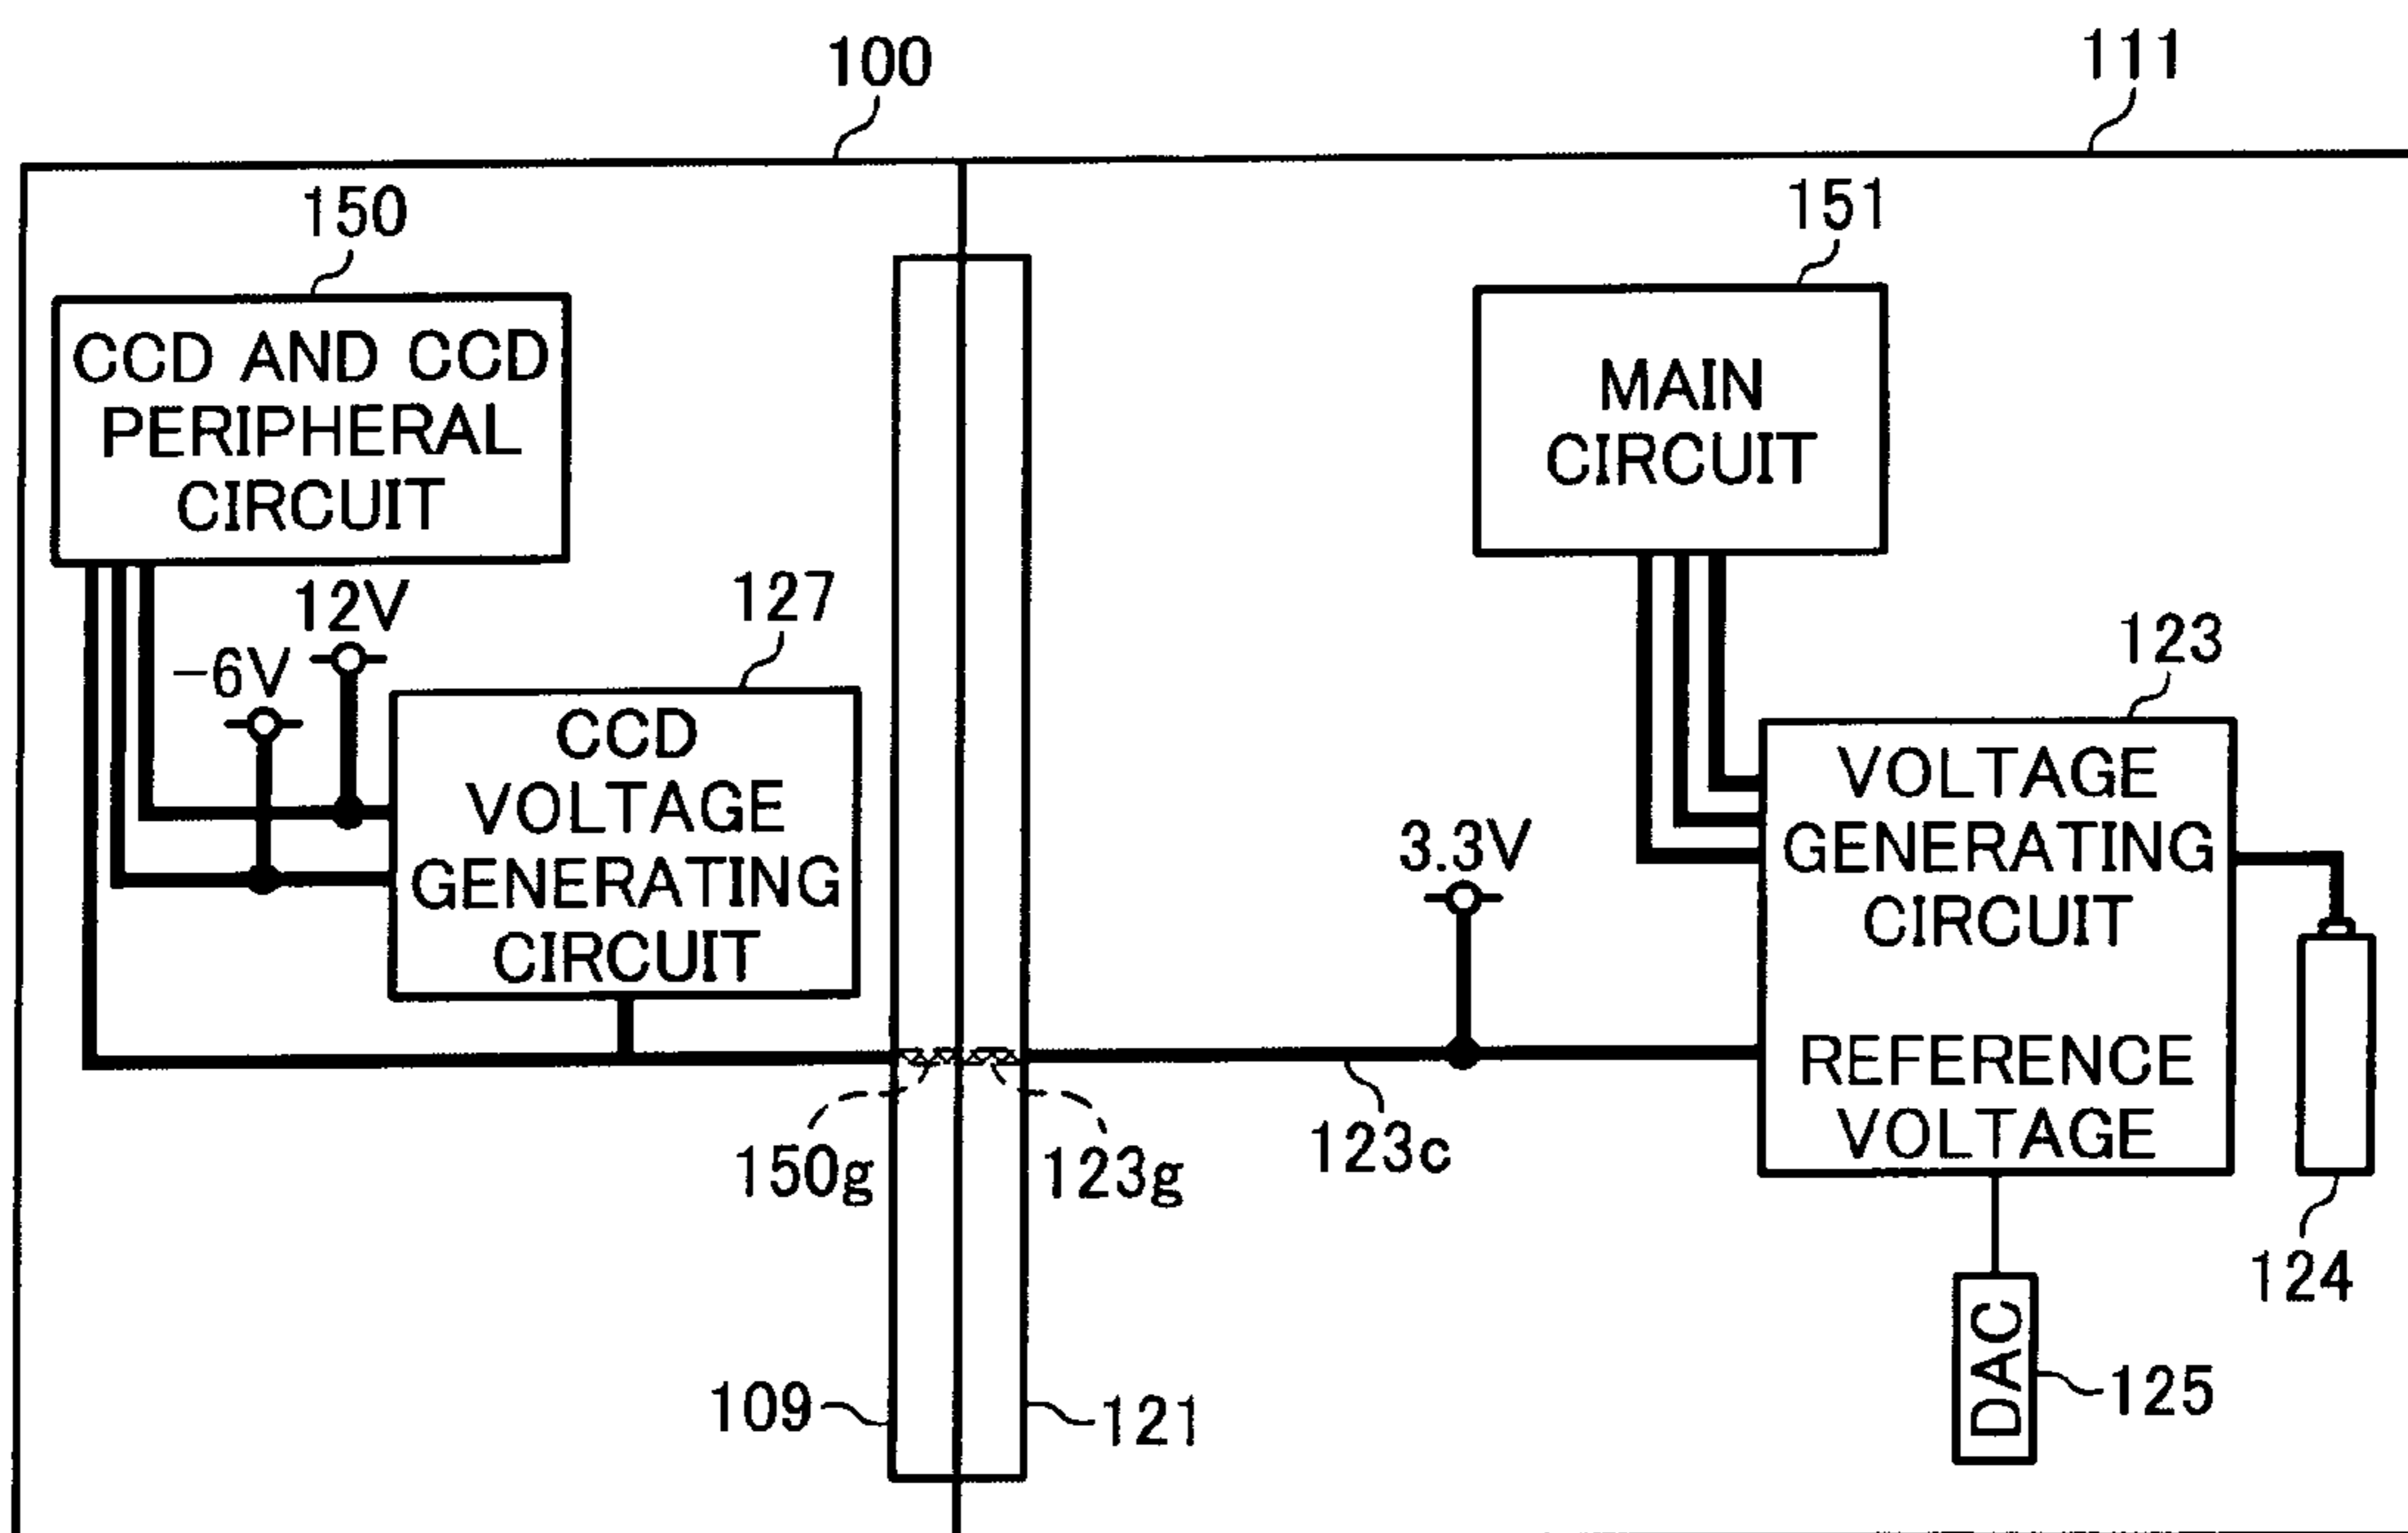 100
111
150
151
CCD AND CCD
PERIPHERAL
CIRCUIT
MAIN
CIRCUIT
12V
-6V
127
123
CCD
VOLTAGE
GENERATING
CIRCUIT
3.3V
VOLTAGE
GENERATING
CIRCUIT
REFERENCE
VOLTAGE
150g
123g
123c
124
109
121
DAC
125